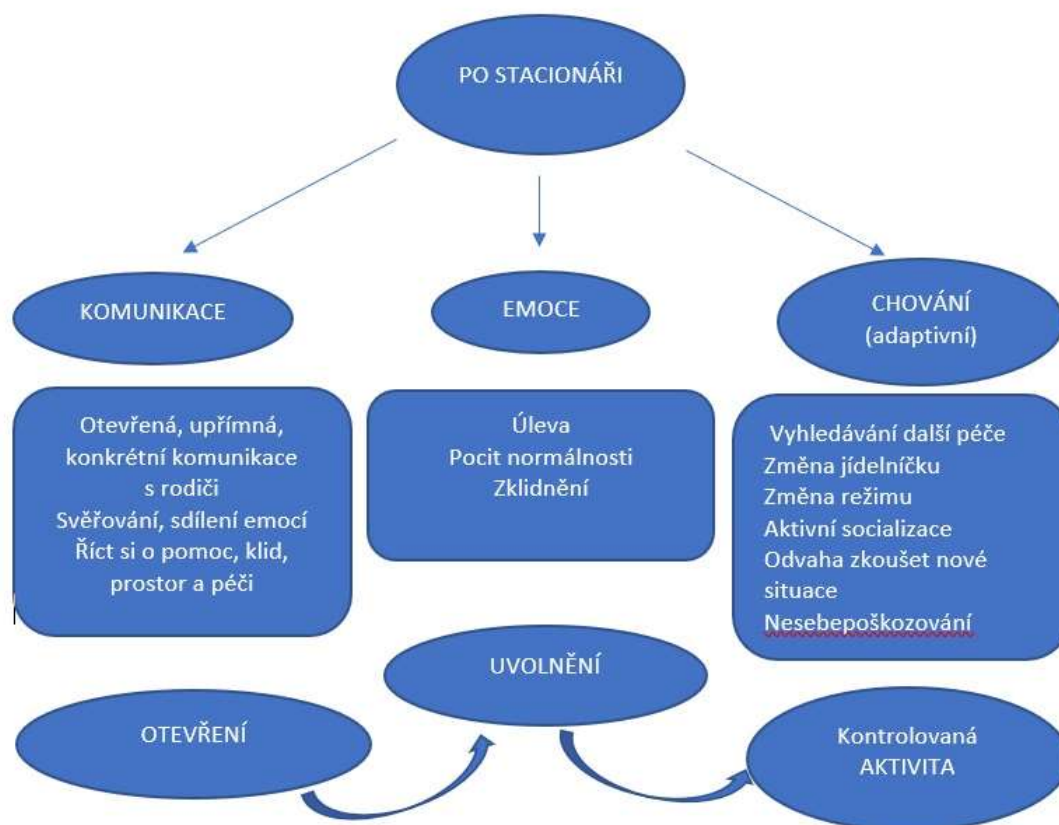 PO STACIONÁŘI
KOMUNIKACE
EMOCE
CHOVÁNÍ
(adaptivní)
Otevřená, upřímná,
konkrétní komunikace
s rodiči
Svěřování, sdílení emocí
Říct si o pomoc, klid,
prostor a péči
Úleva
Pocit normálnosti
Zklidnění
Vyhledávání další péče
Změna jídelníčku
Změna režimu
Aktivní socializace
Odvaha zkoušet nové
situace
Nesebepoškozování
OTEVŘENÍ
UVOLNĚNÍ
Kontrolovaná
AKTIVITA